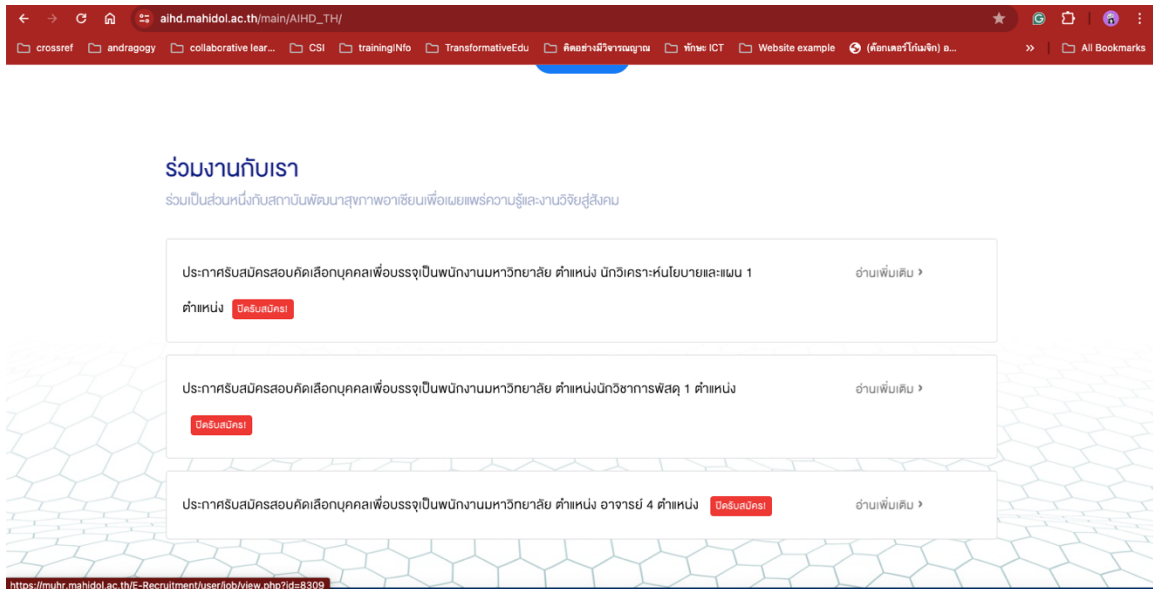 aihd.mahidol.ac.th/main/AIHD_TH/
crossref andragogy collaborative lear... CSI trainingINfo TransformativeEdu คิดอย่างมีวิจารณญาณ ทักษะ ICT Website example (ค๊อกเตอร์โก๋เมจิก) อ... » All Bookmarks
ร่วมงานกับเรา
ร่วมเป็นส่วนหนึ่งกับสถาบันพัฒนาสุขภาพอาเซียนเพื่อเผยแพร่ความรู้และงานวิจัยสู่สังคม
ประกาศรับสมัครสอบคัดเลือกบุคคลเพื่อบรรจุเป็นพนักงานมหาวิทยาลัย ตำแหน่ง นักวิเคราะห์นโยบายและแผน 1 อ่านเพิ่มเติม ›
ตำแหน่ง ปิดรับสมัคร!
ประกาศรับสมัครสอบคัดเลือกบุคคลเพื่อบรรจุเป็นพนักงานมหาวิทยาลัย ตำแหน่งนักวิชาการพัสดุ 1 ตำแหน่ง อ่านเพิ่มเติม ›
ปิดรับสมัคร!
ประกาศรับสมัครสอบคัดเลือกบุคคลเพื่อบรรจุเป็นพนักงานมหาวิทยาลัย ตำแหน่ง อาจารย์ 4 ตำแหน่ง ปิดรับสมัคร! อ่านเพิ่มเติม ›
https://muhr.mahidol.ac.th/E-Recruitment/user/job/view.php?id=8309